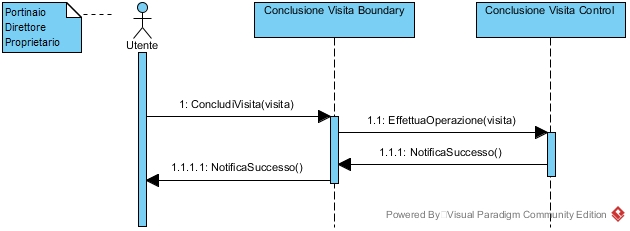 Portinaio
Direttore
Proprietario
Utente
Conclusione Visita Boundary
Conclusione Visita Control
1: ConcludiVisita(visita)
1.1: EffettuaOperazione(visita)
1.1.1: NotificaSuccesso()
1.1.1.1: NotificaSuccesso()
Powered By Visual Paradigm Community Edition